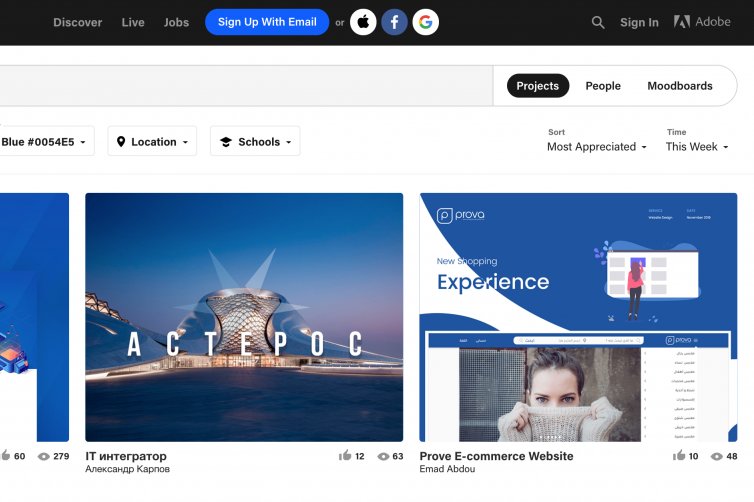 Discover Live Jobs Sign Up With Email or Sign In Adobe
Projects People Moodboards
Blue #0054E5 Location Schools
Sort
Most Appreciated
Time
This Week
АСТЕРОС
prova
New Shopping
Experience
prova
60 279
IT интегратор
Александр Карпов
12 63
Prove E-commerce Website
Emad Abdou
10 48